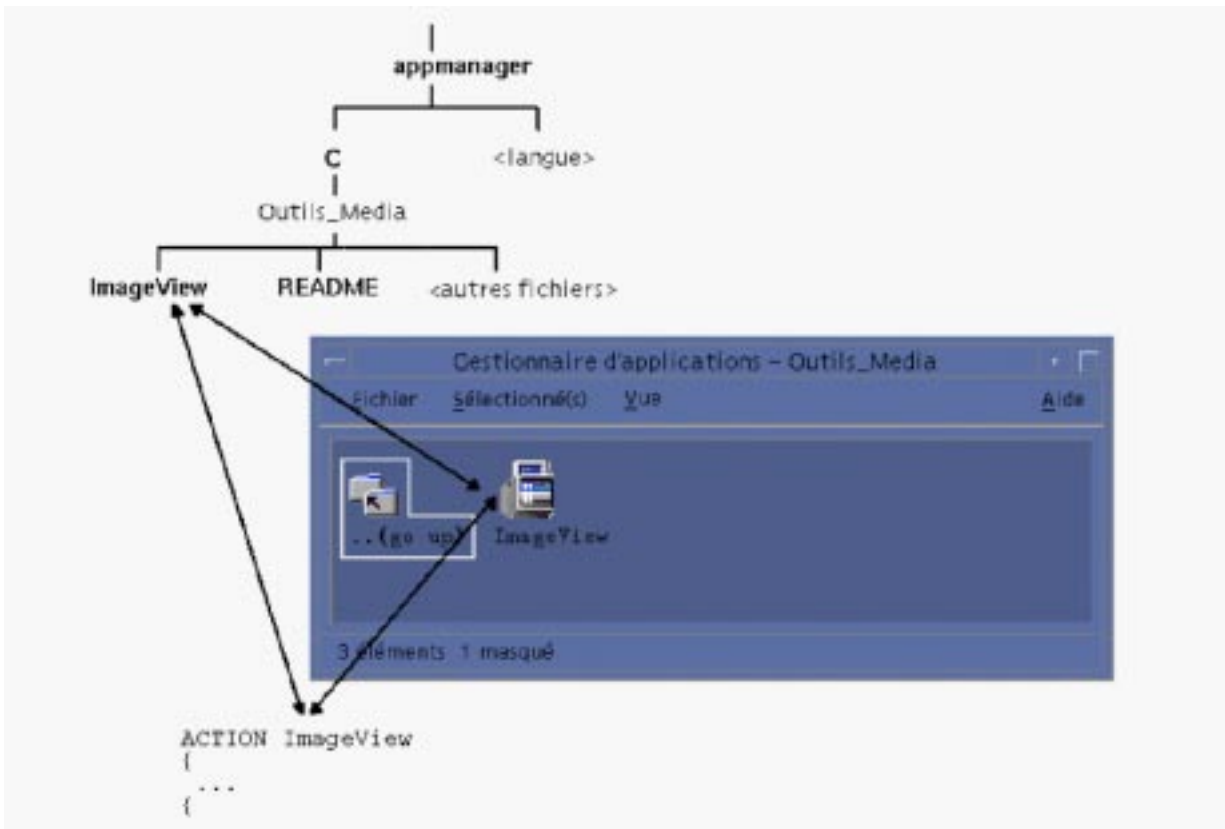 appmanager
C <langue>
Outils_Media
ImageView README <autres fichiers>
Gestionnaire d'applications – Outils_Media
Fichier Sélectionné(s) Vue Aide
..(go up) ImageView
3 éléments 1 masqué
ACTION ImageView
{
...
{